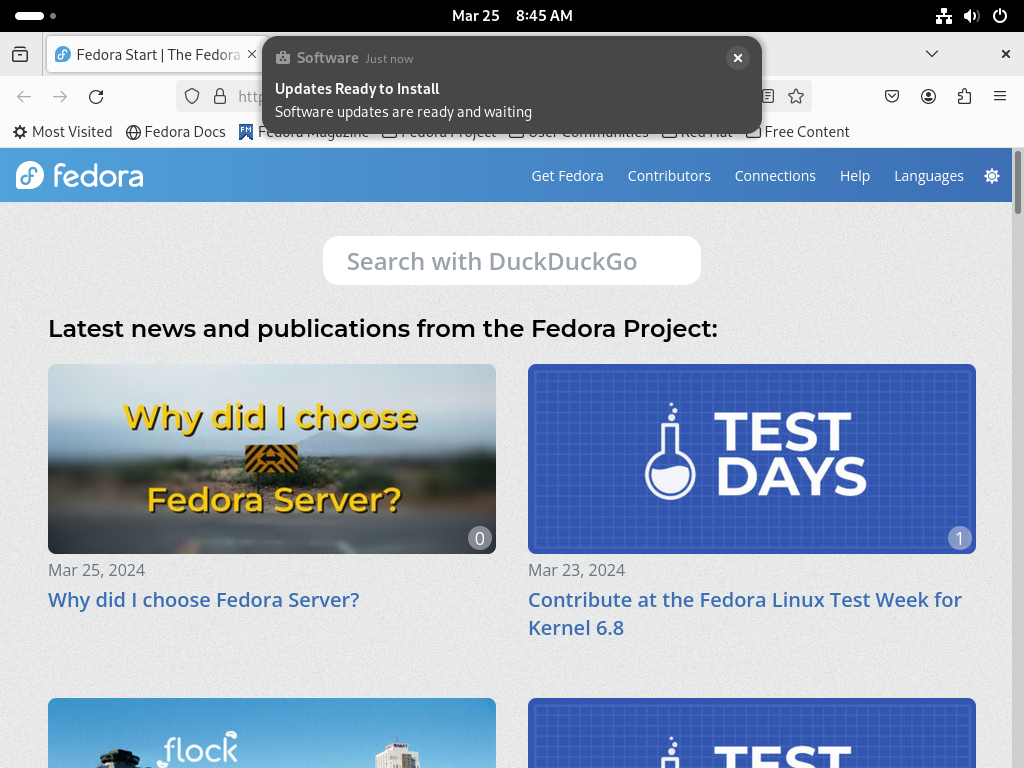 Mar 25 8:45 AM
Fedora Start | The Fedora
Software Just now
Updates Ready to Install
Software updates are ready and waiting
Most Visited Fedora Docs Fedora Magazine Fedora Project User Communities Red Hat Free Content
fedora
Get Fedora Contributors Connections Help Languages
Search with DuckDuckGo
Latest news and publications from the Fedora Project:
Why did I choose
Fedora Server?
0
TEST
DAYS
1
Mar 25, 2024
Why did I choose Fedora Server?
Mar 23, 2024
Contribute at the Fedora Linux Test Week for
Kernel 6.8
flock
TEST